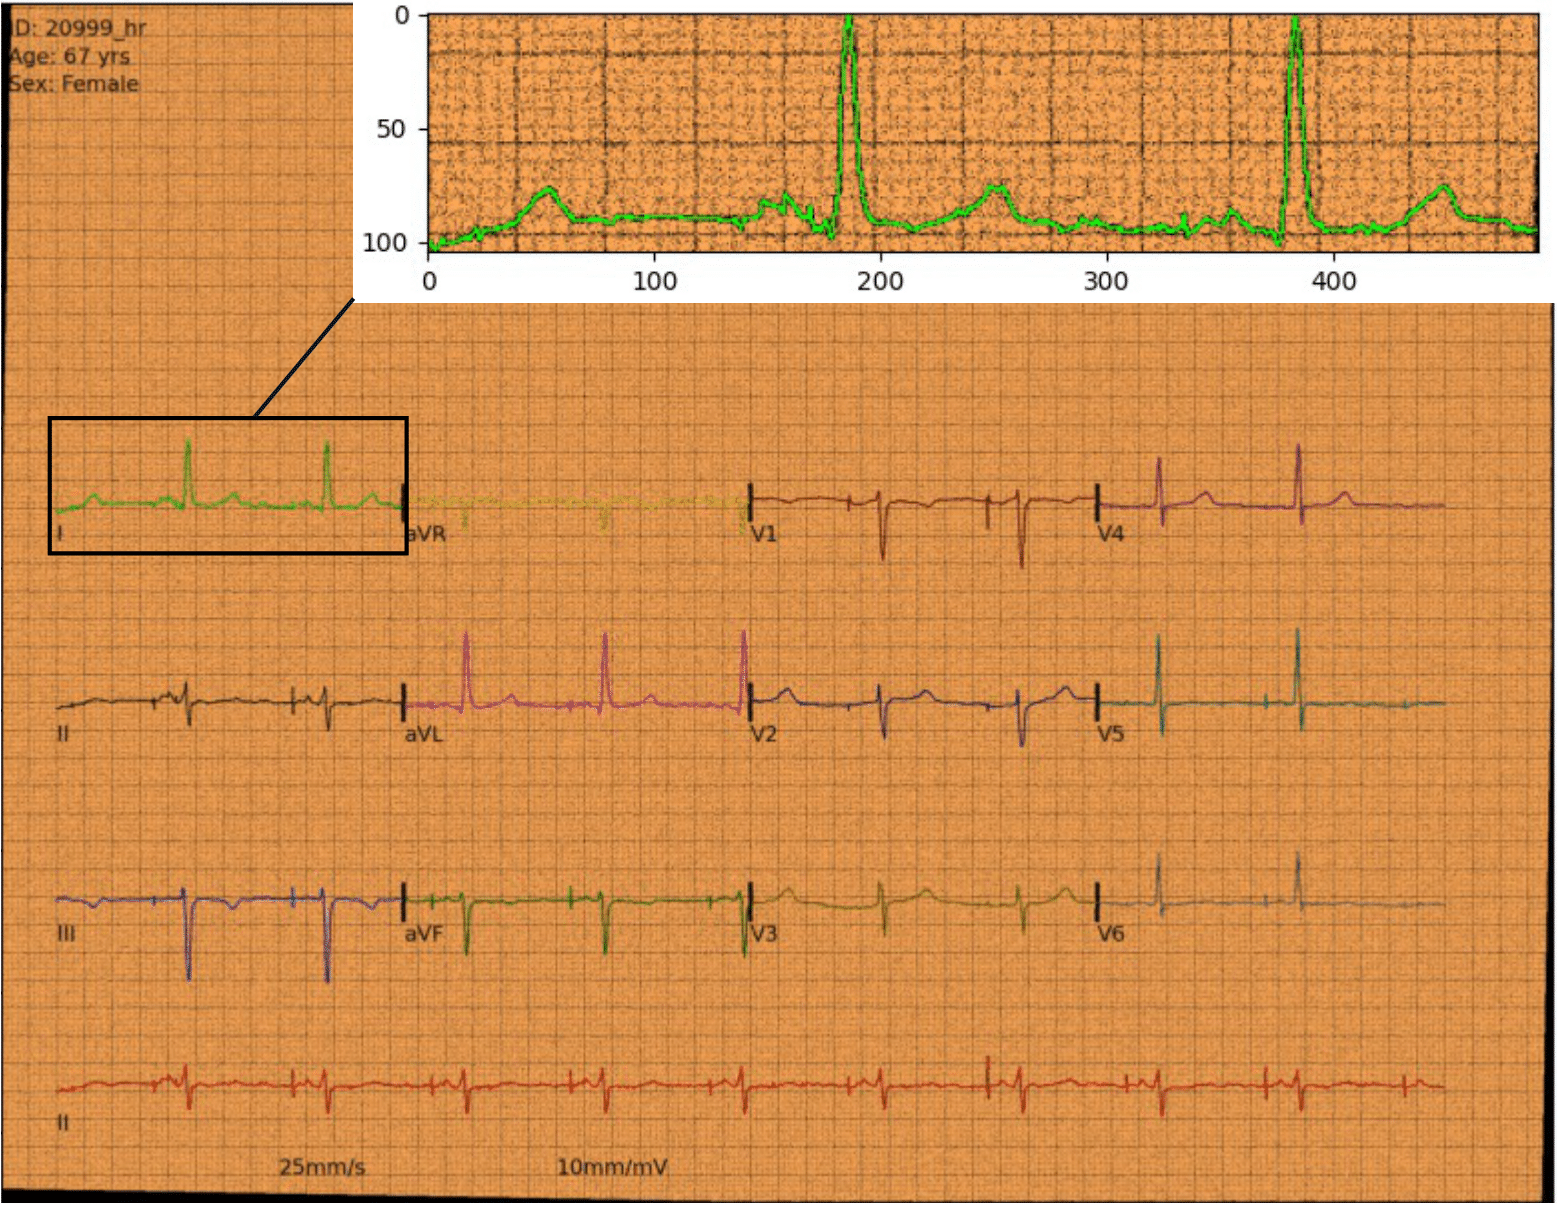 ID: 20999_hr
Age: 67 yrs
Sex: Female
0
50
100
0 100 200 300 400
I aVR V1 V4
II aVL V2 V5
III aVF V3 V6
II
25mm/s 10mm/mV